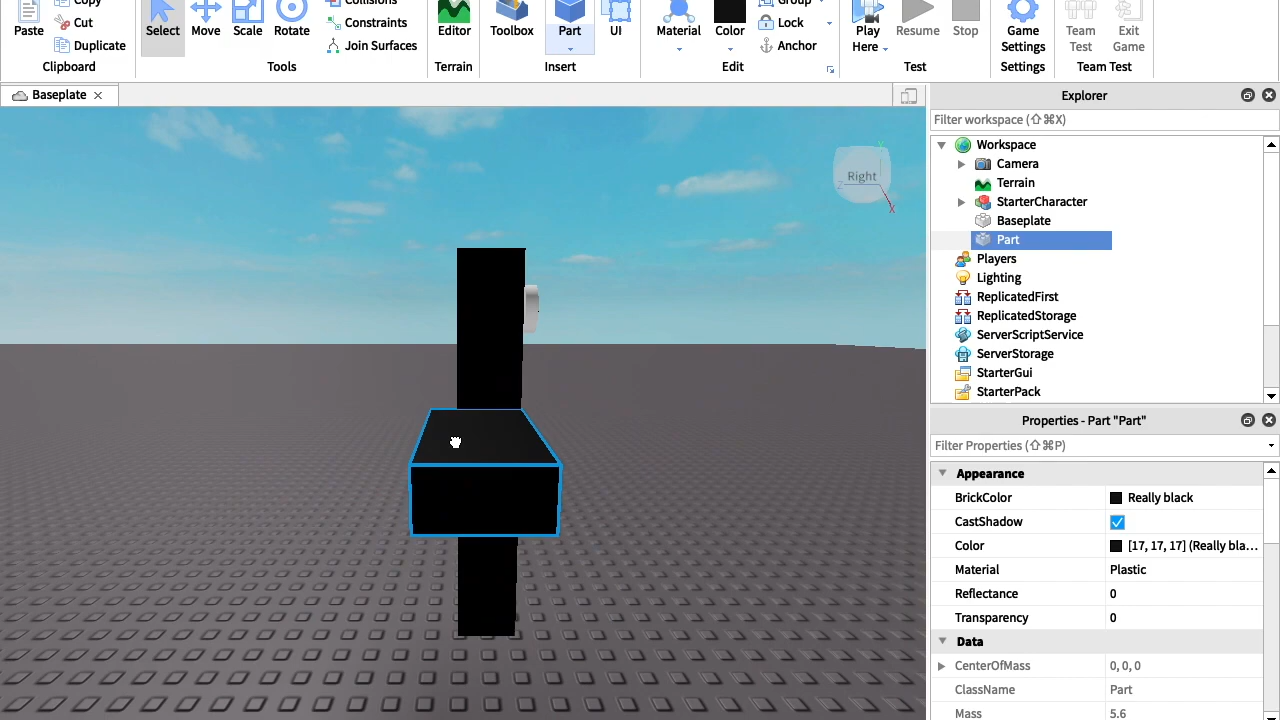 Copy
Collisions
Group
Paste
Cut
Duplicate
Clipboard
Select
Move
Scale
Rotate
Constraints
Join Surfaces
Tools
Editor
Terrain
Toolbox
Part
UI
Insert
Material
Color
Lock
Anchor
Edit
Play
Here
Resume
Stop
Test
Game
Settings
Settings
Team
Test
Exit
Game
Team Test
Baseplate
Right
Y
Z
X
Explorer
Filter workspace (⇧⌘X)
Workspace
Camera
Terrain
StarterCharacter
Baseplate
Part
Players
Lighting
ReplicatedFirst
ReplicatedStorage
ServerScriptService
ServerStorage
StarterGui
StarterPack
Properties - Part "Part"
Filter Properties (⇧⌘P)
Appearance
BrickColor Really black
CastShadow
Color [17, 17, 17] (Really bla...
Material Plastic
Reflectance 0
Transparency 0
Data
CenterOfMass 0, 0, 0
ClassName Part
Mass 5.6